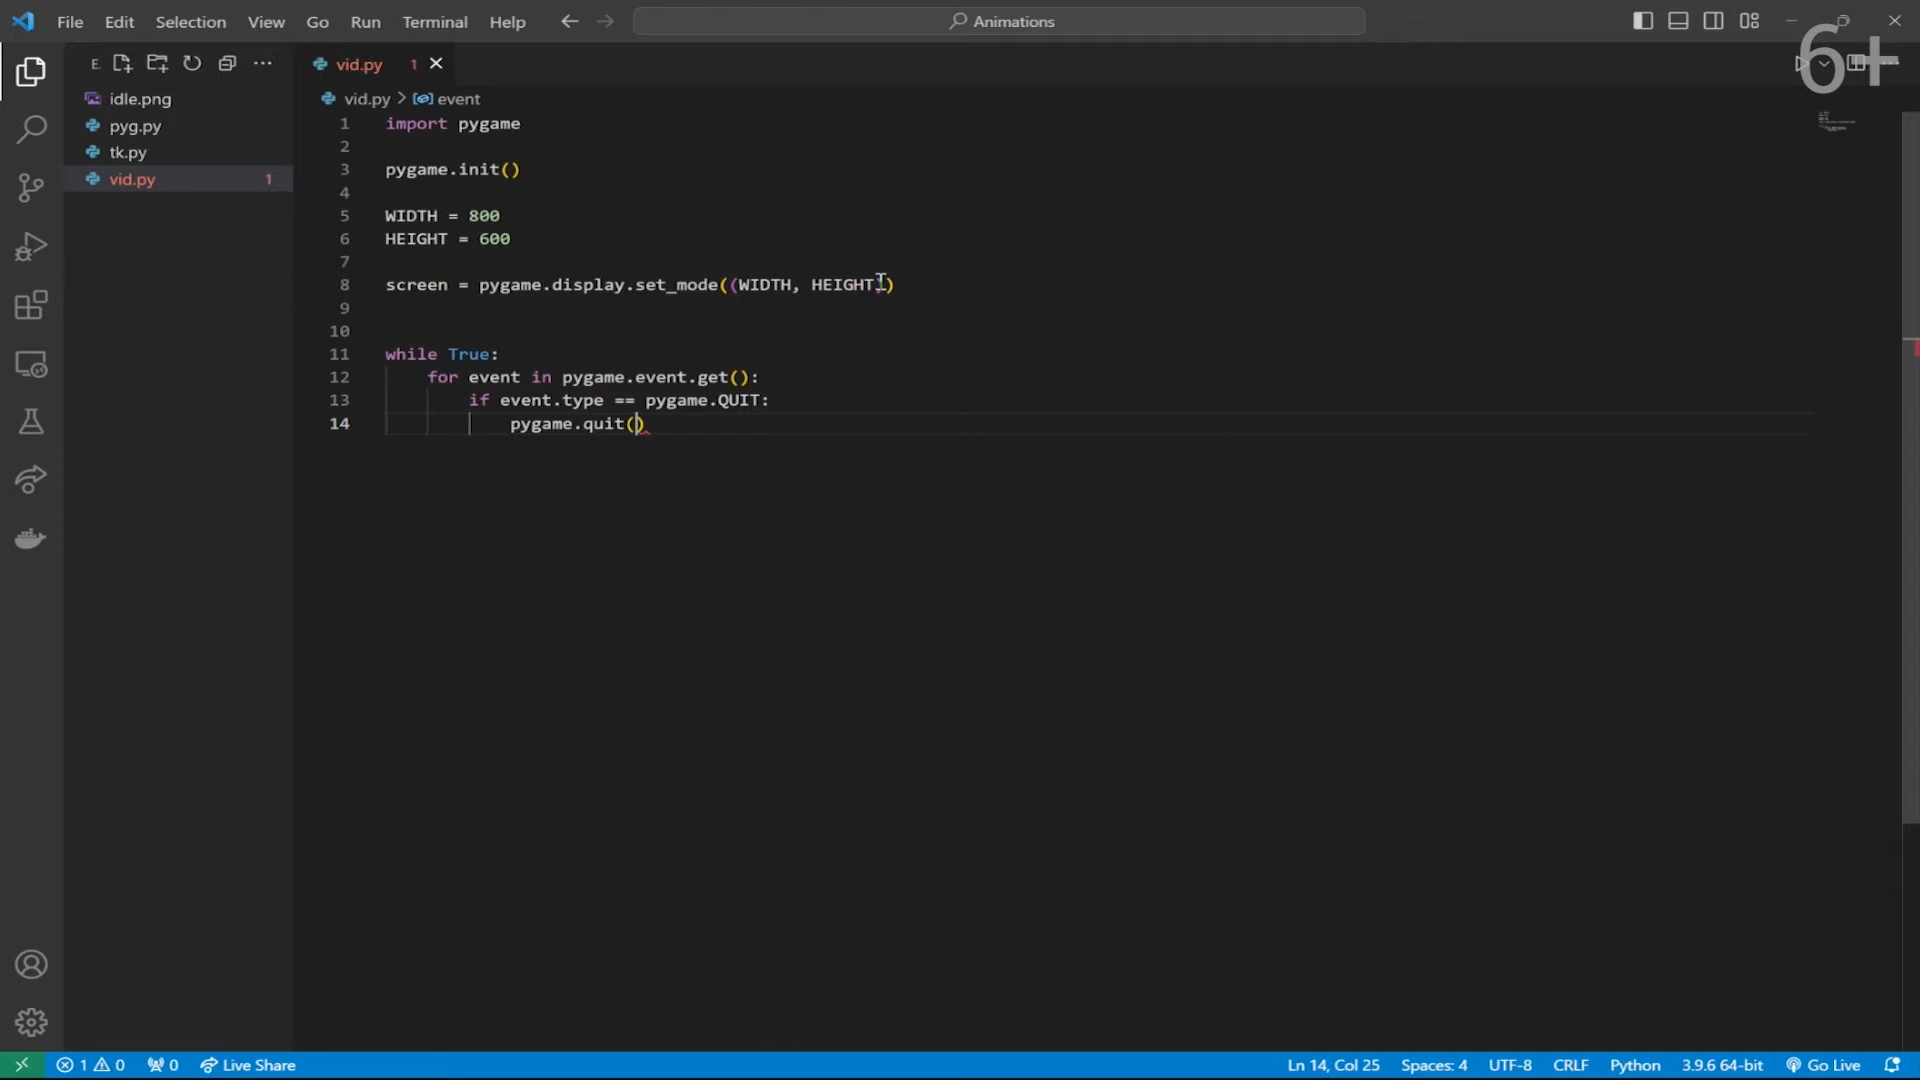 File Edit Selection View Go Run Terminal Help
Animations
6+
E.
vid.py 1
idle.png
pyg.py
tk.py
vid.py 1
vid.py > event
1 import pygame
2
3 pygame.init()
4
5 WIDTH = 800
6 HEIGHT = 600
7
8 screen = pygame.display.set_mode((WIDTH, HEIGHT))
9
10
11 while True:
12 for event in pygame.event.get():
13 if event.type == pygame.QUIT:
14 pygame.quit()
1 0 0 Live Share Ln 14, Col 25 Spaces: 4 UTF-8 CRLF Python 3.9.6 64-bit Go Live